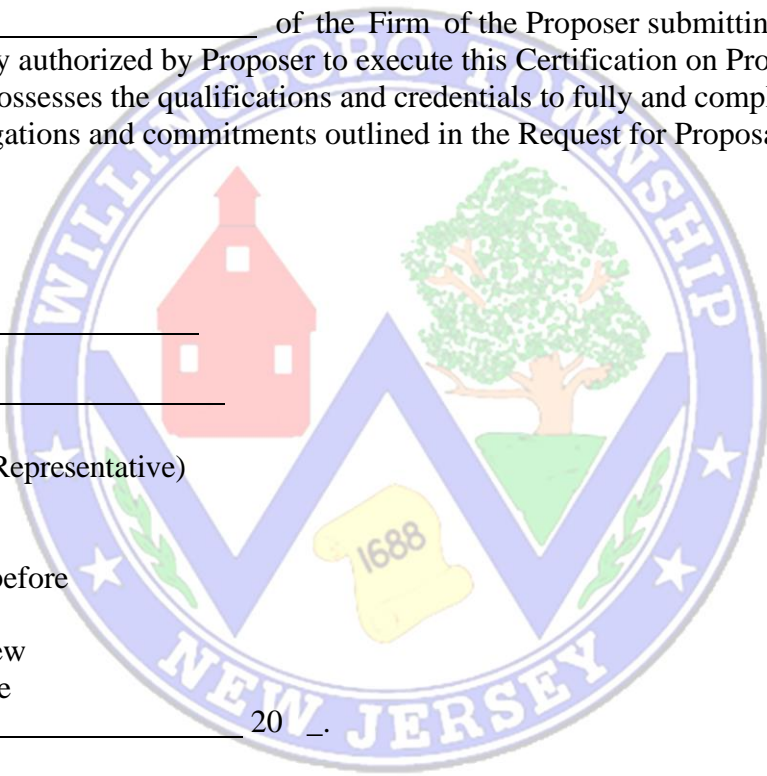 of the Firm of the Proposer submittin
y authorized by Proposer to execute this Certification on Pro
ossesses the qualifications and credentials to fully and compl
gations and commitments outlined in the Request for Proposa
WILLINGBORO TOWNSHIP
Representative)
1688
before
ew
e
20 _.
NEW JERSEY